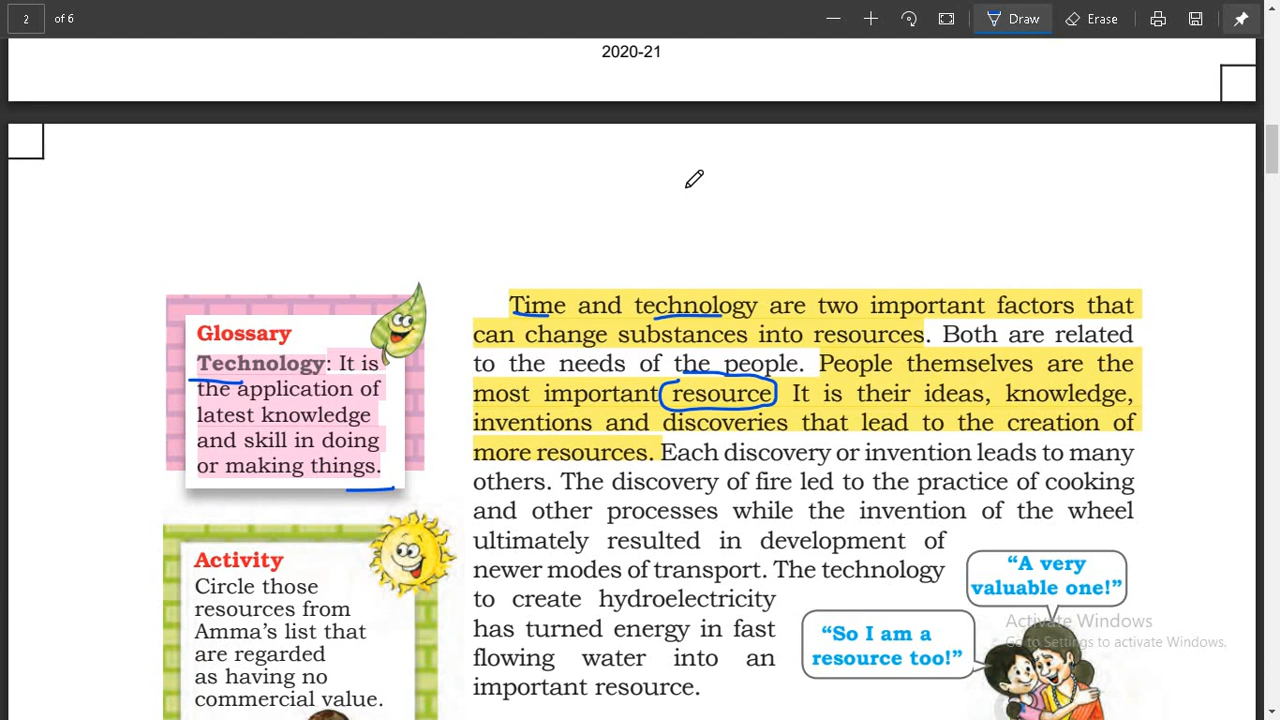 2 of 6 Draw Erase
2020-21
Glossary
Technology: It is
the application of
latest knowledge
and skill in doing
or making things.
Time and technology are two important factors that
can change substances into resources. Both are related
to the needs of the people. People themselves are the
most important resource. It is their ideas, knowledge,
inventions and discoveries that lead to the creation of
more resources. Each discovery or invention leads to many
others. The discovery of fire led to the practice of cooking
and other processes while the invention of the wheel
ultimately resulted in development of
newer modes of transport. The technology
to create hydroelectricity
has turned energy in fast
flowing water into an
important resource.
Activity
Circle those
resources from
Amma's list that
are regarded
as having no
commercial value.
"A very
valuable one!"
"So I am a
resource too!"
Activate Windows
Go to Settings to activate Windows.